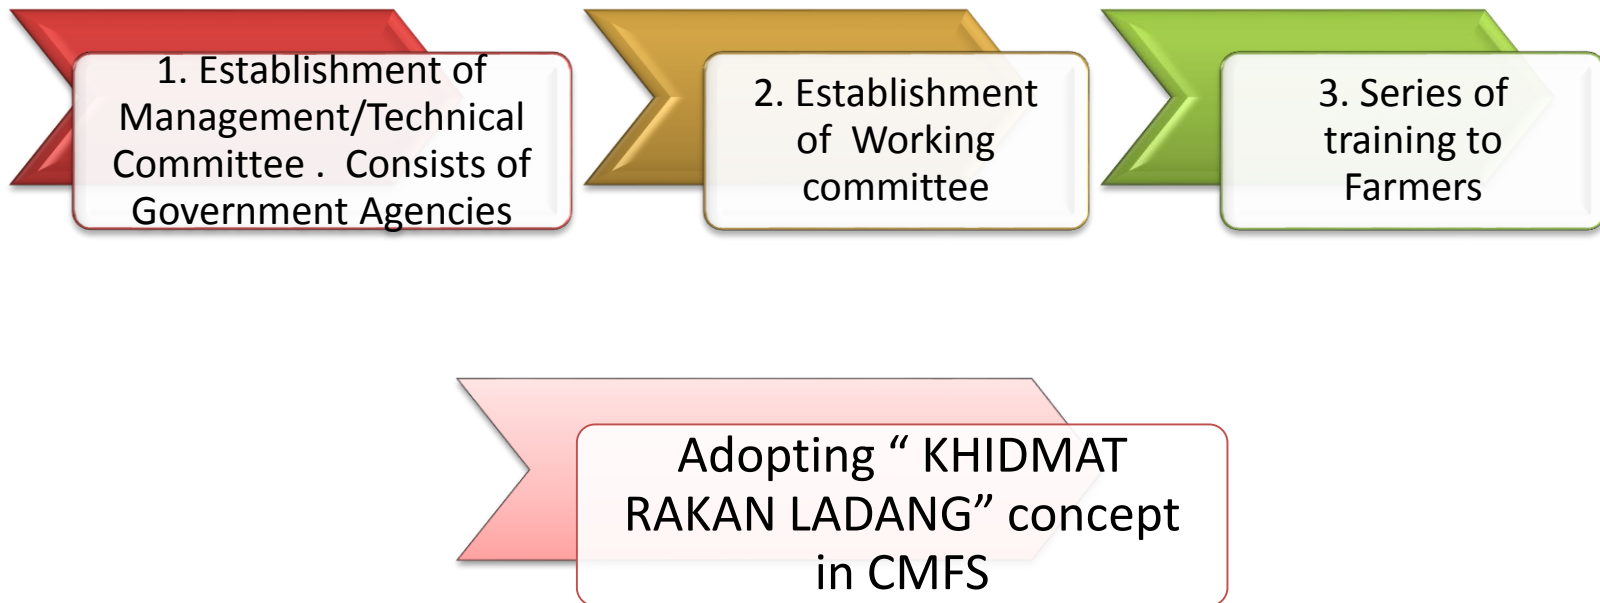 1. Establishment of
Management/Technical
Committee .  Consists of
Government Agencies
2. Establishment
of  Working
committee
3. Series of
training to
Farmers
Adopting “ KHIDMAT
RAKAN LADANG” concept
in CMFS